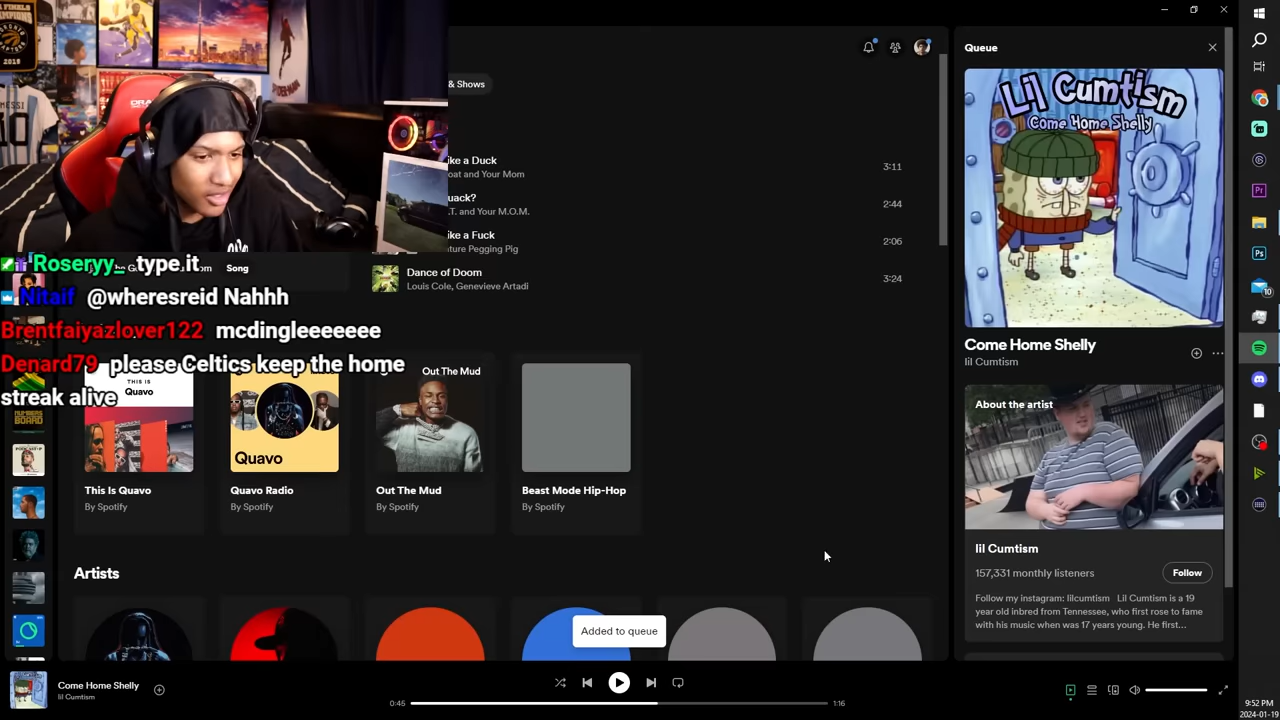 Queue
& Shows
Lil Cumtism
Come Home Shelly
ike a Duck
oat and Your Mom
3:11
uack?
.T. and Your M.O.M.
2:44
ike a Fuck
ture Pegging Pig
2:06
Song
Dance of Doom
Louis Cole, Genevieve Artadi
3:24
Roseryy_ type it
Nitaif @wheresreid Nahhh
Brentfaiyazlover122 mcdingleeeeeee
Denard79 please Celtics keep the home
streak alive
THIS IS
Quavo
Quavo
Out The Mud
This Is Quavo
By Spotify
Quavo Radio
By Spotify
Out The Mud
By Spotify
Beast Mode Hip-Hop
By Spotify
Artists
Added to queue
Come Home Shelly
lil Cumtism
About the artist
lil Cumtism
157,331 monthly listeners
Follow
Follow my instagram: lilcumtism Lil Cumtism is a 19
year old inbred from Tennessee, who first rose to fame
with his music when was 17 years young. He first...
Come Home Shelly
lil Cumtism
0:45
1:16
10
9:52 PM
2024-01-19